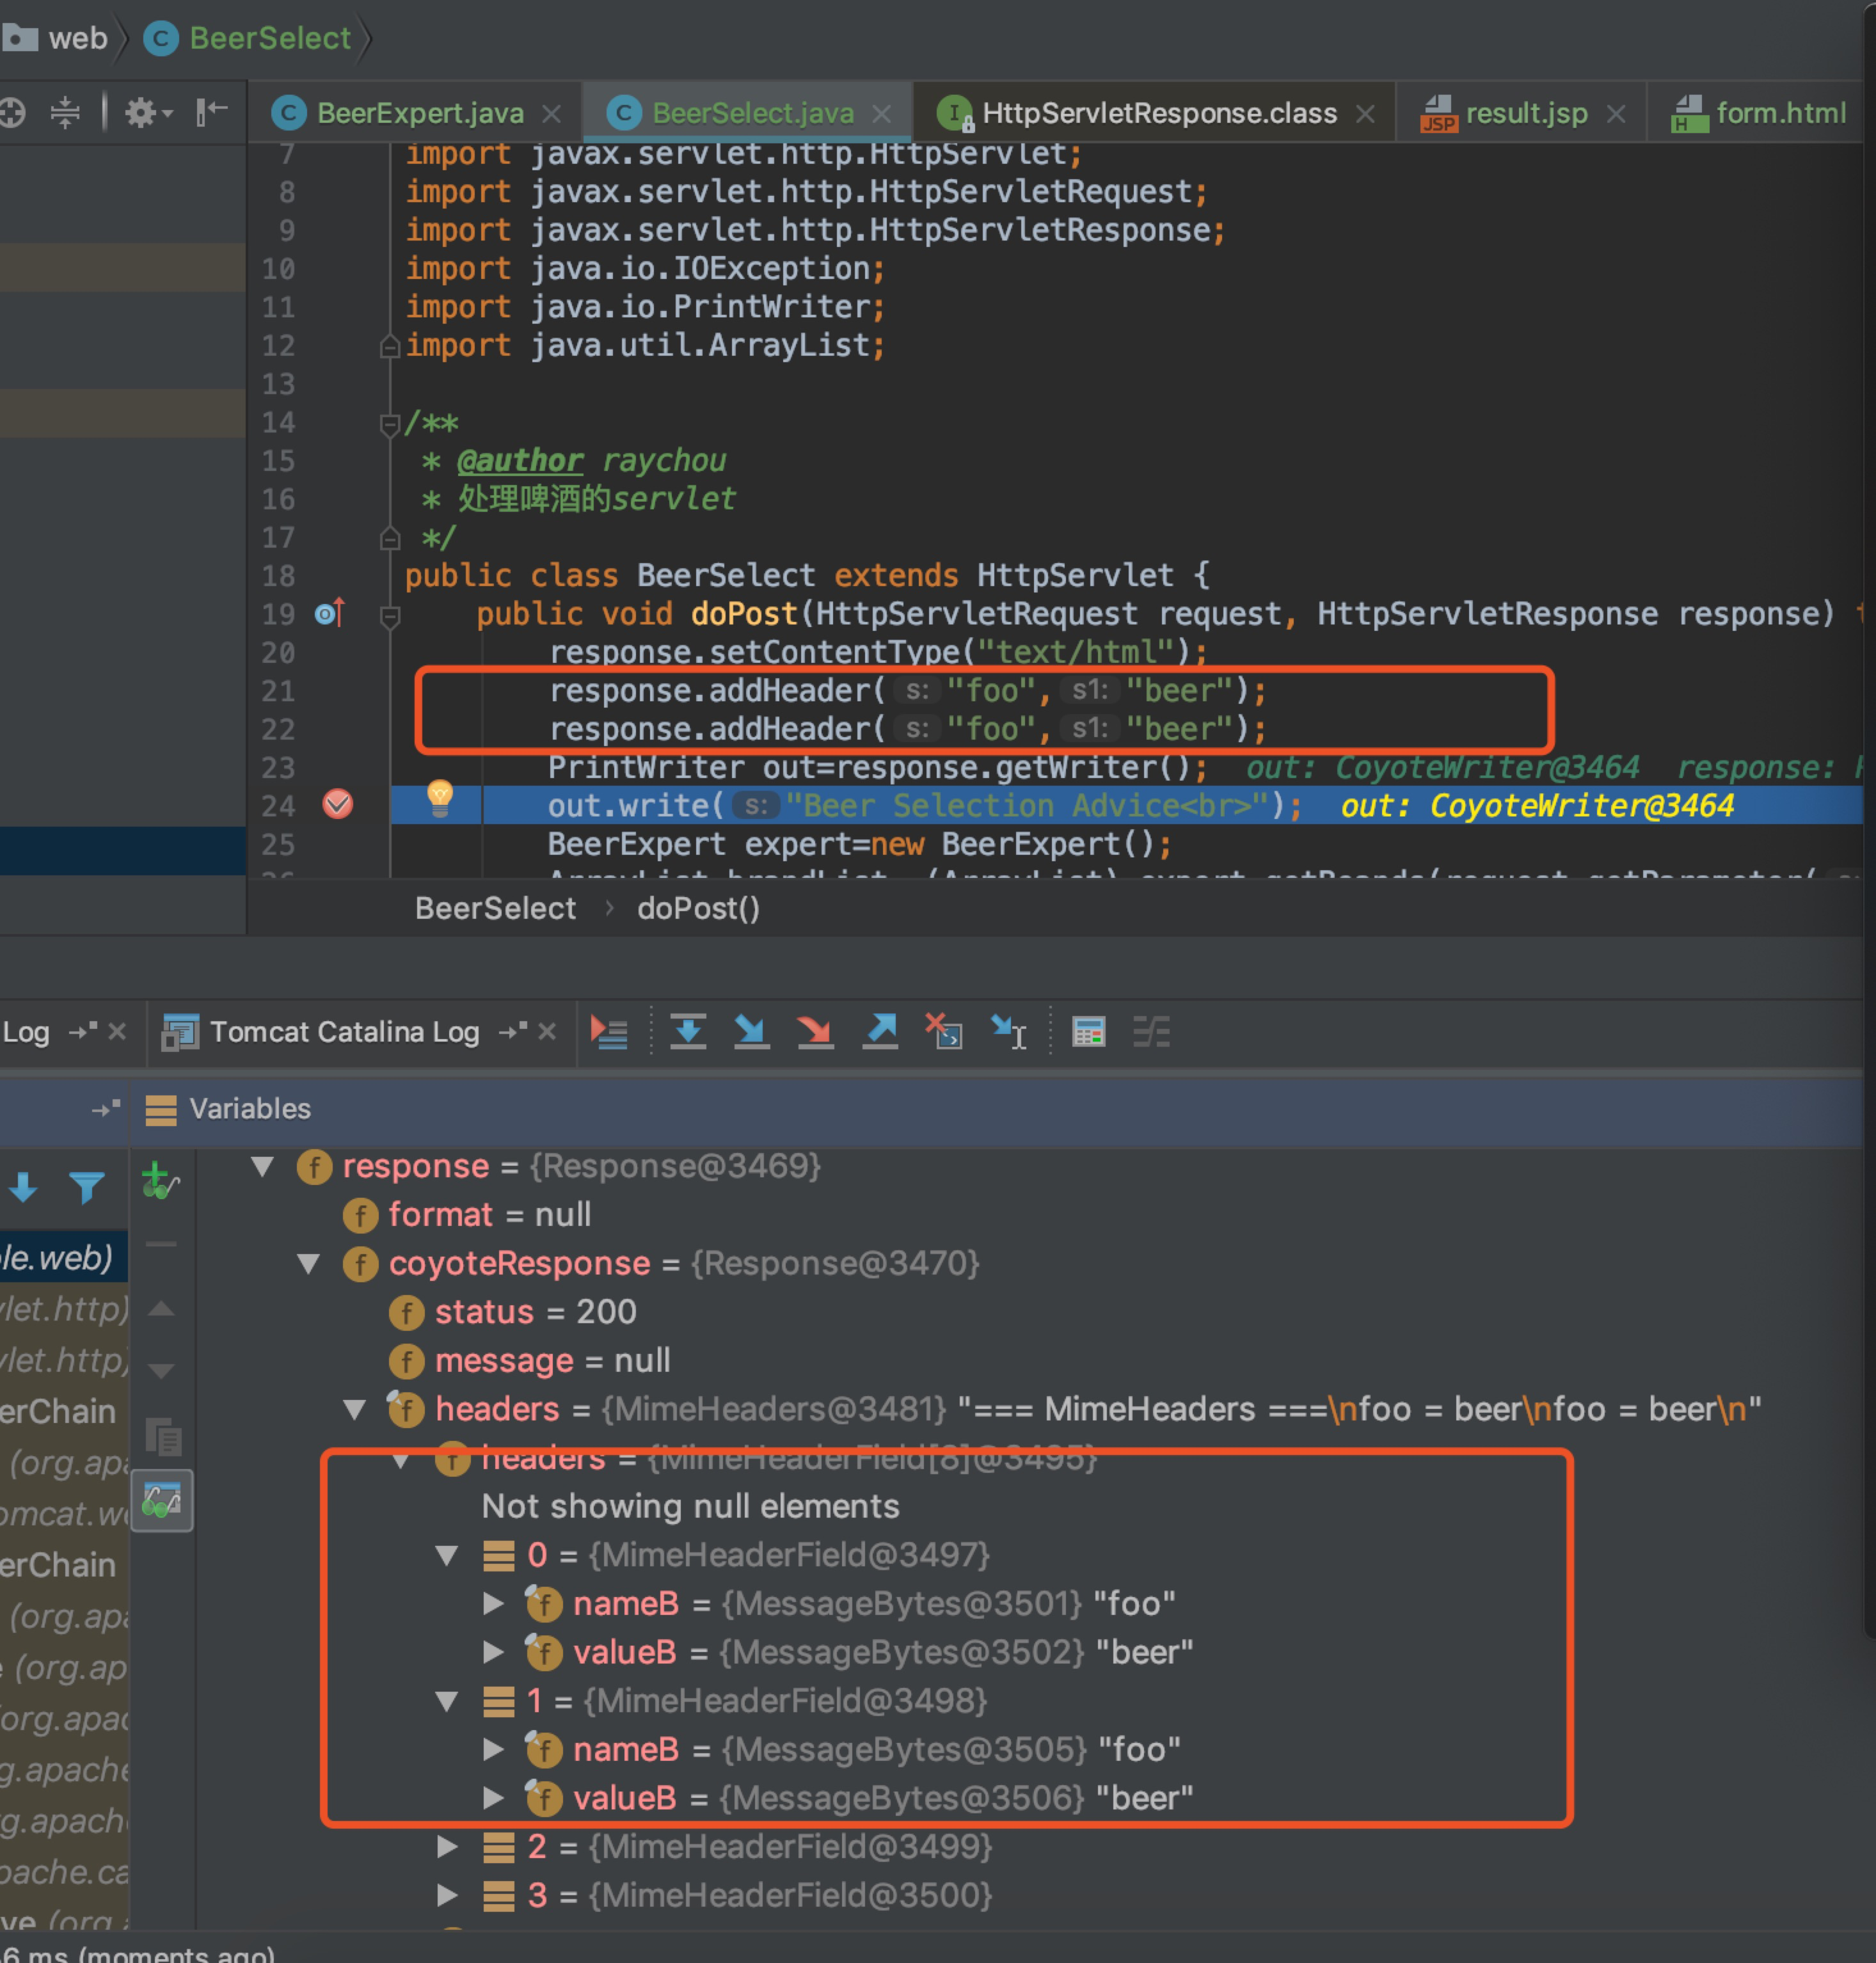 web BeerSelect
BeerExpert.java BeerSelect.java HttpServletResponse.class result.jsp form.html
7 import javax.servlet.http.HttpServlet;
8 import javax.servlet.http.HttpServletRequest;
9 import javax.servlet.http.HttpServletResponse;
10 import java.io.IOException;
11 import java.io.PrintWriter;
12 import java.util.ArrayList;
13
14 /**
15 * @author raychou
16 * 处理啤酒的servlet
17 */
18 public class BeerSelect extends HttpServlet {
19 public void doPost(HttpServletRequest request, HttpServletResponse response)
20 response.setContentType("text/html");
21 response.addHeader( s: "foo", s1: "beer");
22 response.addHeader( s: "foo", s1: "beer");
23 PrintWriter out=response.getWriter(); out: CoyoteWriter@3464 response:
24 out.write( s: "Beer Selection Advice<br>"); out: CoyoteWriter@3464
25 BeerExpert expert=new BeerExpert();
BeerSelect › doPost()
Log Tomcat Catalina Log
Variables
response = {Response@3469}
format = null
le.web) coyoteResponse = {Response@3470}
vlet.http) status = 200
vlet.http) message = null
erChain headers = {MimeHeaders@3481} "=== MimeHeaders ===\nfoo = beer\nfoo = beer\n"
(org.apa headers = {MimeHeaderField[8]@3495}
omcat.we Not showing null elements
erChain 0 = {MimeHeaderField@3497}
(org.apa nameB = {MessageBytes@3501} "foo"
(org.ap valueB = {MessageBytes@3502} "beer"
org.apac 1 = {MimeHeaderField@3498}
g.apache nameB = {MessageBytes@3505} "foo"
g.apach valueB = {MessageBytes@3506} "beer"
pache.ca 2 = {MimeHeaderField@3499}
ve (org 3 = {MimeHeaderField@3500}
6 ms (moments ago)